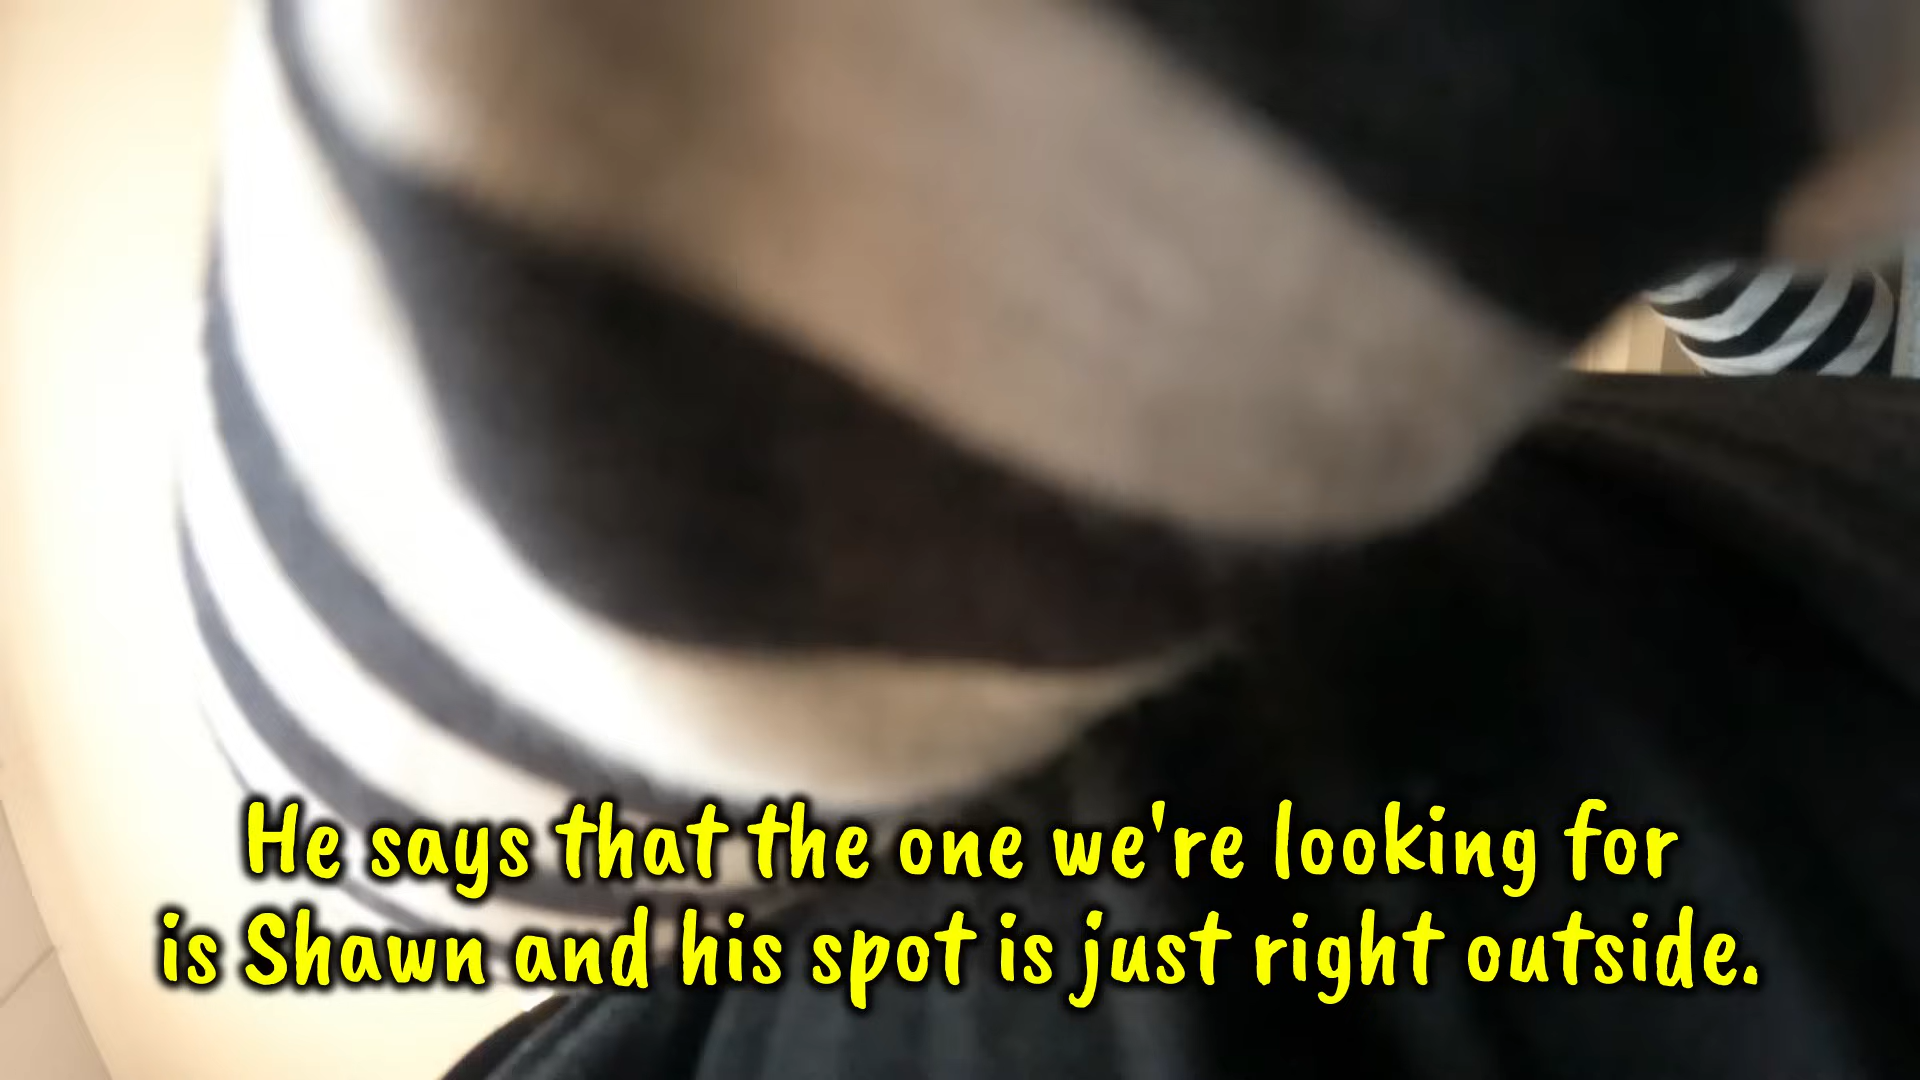 He says that the one we're looking for
is Shawn and his spot is just right outside.